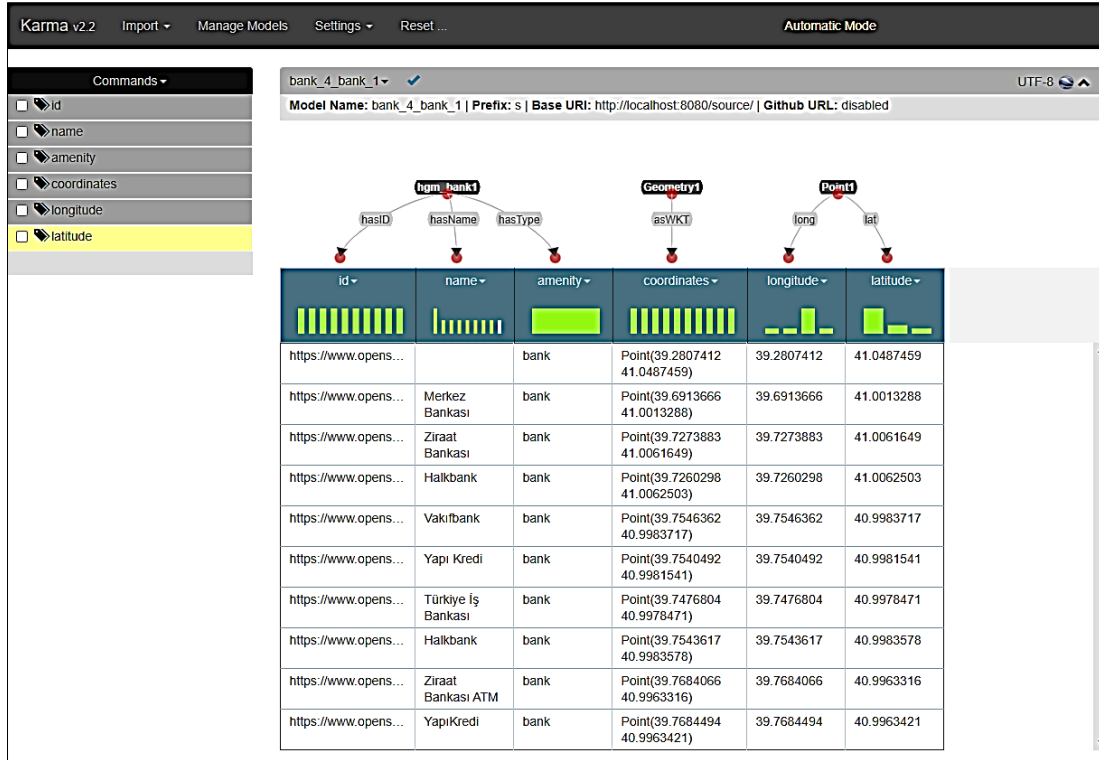 Karma v2.2 Import Manage Models Settings Reset ... Automatic Mode
Commands
id
name
amenity
coordinates
longitude
latitude
bank_4_bank_1 UTF-8
Model Name: bank_4_bank_1 | Prefix: s | Base URI: http://localhost:8080/source/ | Github URL: disabled
hgm_bank1 Geometry1 Point1
hasID hasName hasType asWKT long lat
id name amenity coordinates longitude latitude
https://www.opens... bank Point(39.2807412 39.2807412 41.0487459
41.0487459)
https://www.opens... Merkez bank Point(39.6913666 39.6913666 41.0013288
Bankası 41.0013288)
https://www.opens... Ziraat bank Point(39.7273883 39.7273883 41.0061649
Bankası 41.0061649)
https://www.opens... Halkbank bank Point(39.7260298 39.7260298 41.0062503
41.0062503)
https://www.opens... Vakıfbank bank Point(39.7546362 39.7546362 40.9983717
40.9983717)
https://www.opens... Yapı Kredi bank Point(39.7540492 39.7540492 40.9981541
40.9981541)
https://www.opens... Türkiye İş bank Point(39.7476804 39.7476804 40.9978471
Bankası 40.9978471)
https://www.opens... Halkbank bank Point(39.7543617 39.7543617 40.9983578
40.9983578)
https://www.opens... Ziraat bank Point(39.7684066 39.7684066 40.9963316
Bankası ATM 40.9963316)
https://www.opens... YapıKredi bank Point(39.7684494 39.7684494 40.9963421
40.9963421)